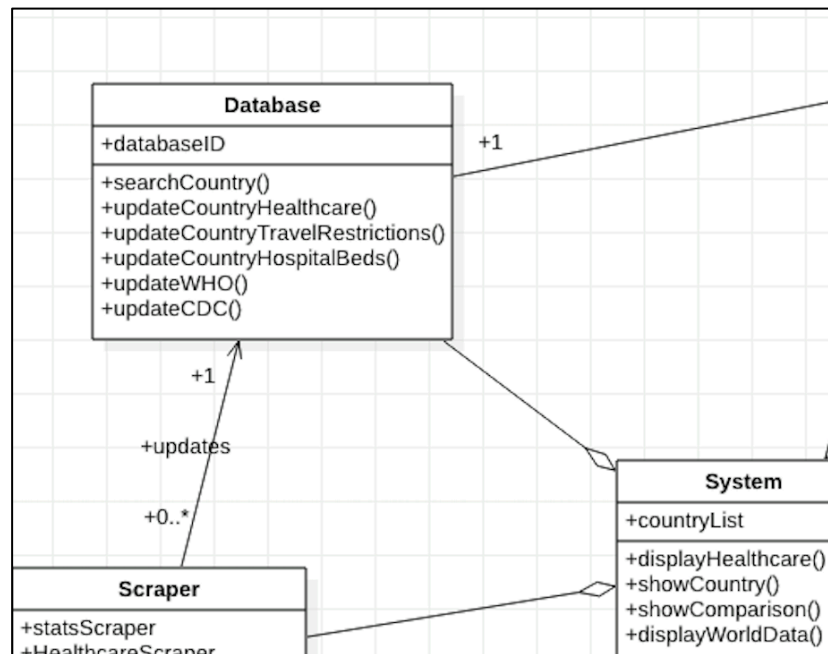 Database
+databaseID
+searchCountry()
+updateCountryHealthcare()
+updateCountryTravelRestrictions()
+updateCountryHospitalBeds()
+updateWHO()
+updateCDC()
+1
+1
+updates
+0..*
System
+countryList
+displayHealthcare()
+showCountry()
+showComparison()
+displayWorldData()
Scraper
+statsScraper
+HealthcareScraper